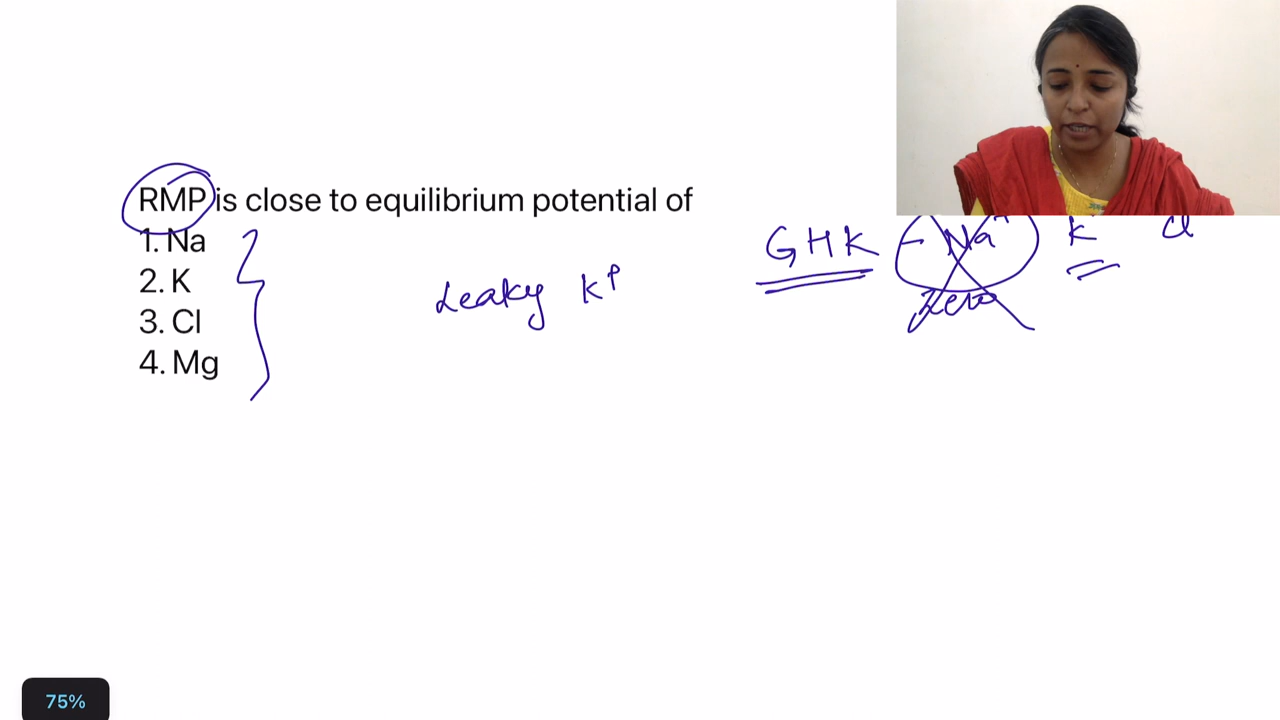 RMP is close to equilibrium potential of
1. Na
2. K
3. Cl
4. Mg
Leaky K+
GHK – Na+ K Cl
Zero
75%